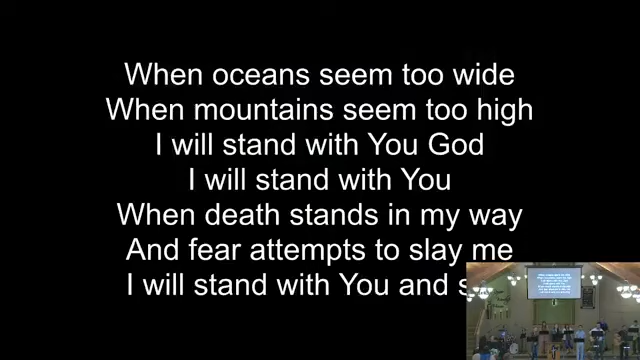 When oceans seem too wide
When mountains seem too high
I will stand with You God
I will stand with You
When death stands in my way
And fear attempts to slay me
I will stand with You and